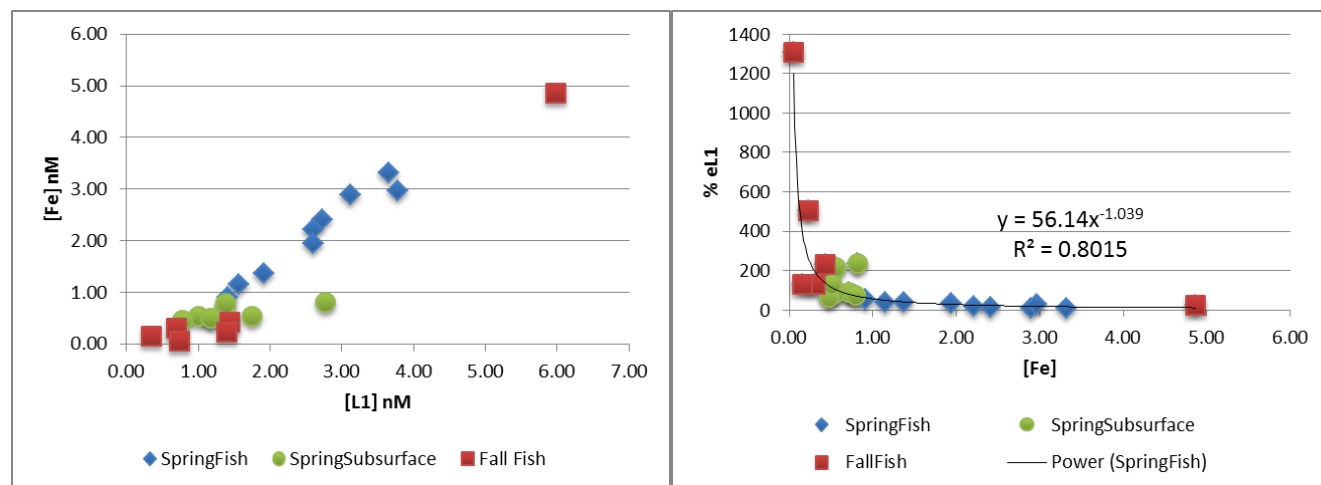 6.00
5.00
4.00
3.00
2.00
1.00
0.00
[Fe] nM
0.00 1.00 2.00 3.00 4.00 5.00 6.00 7.00
[L1] nM
SpringFish SpringSubsurface Fall Fish
1400
1200
1000
800
600
400
200
0
% eL1
y = 56.14x^-1.039
R² = 0.8015
0.00 1.00 2.00 3.00 4.00 5.00 6.00
[Fe]
SpringFish SpringSubsurface
FallFish Power (SpringFish)